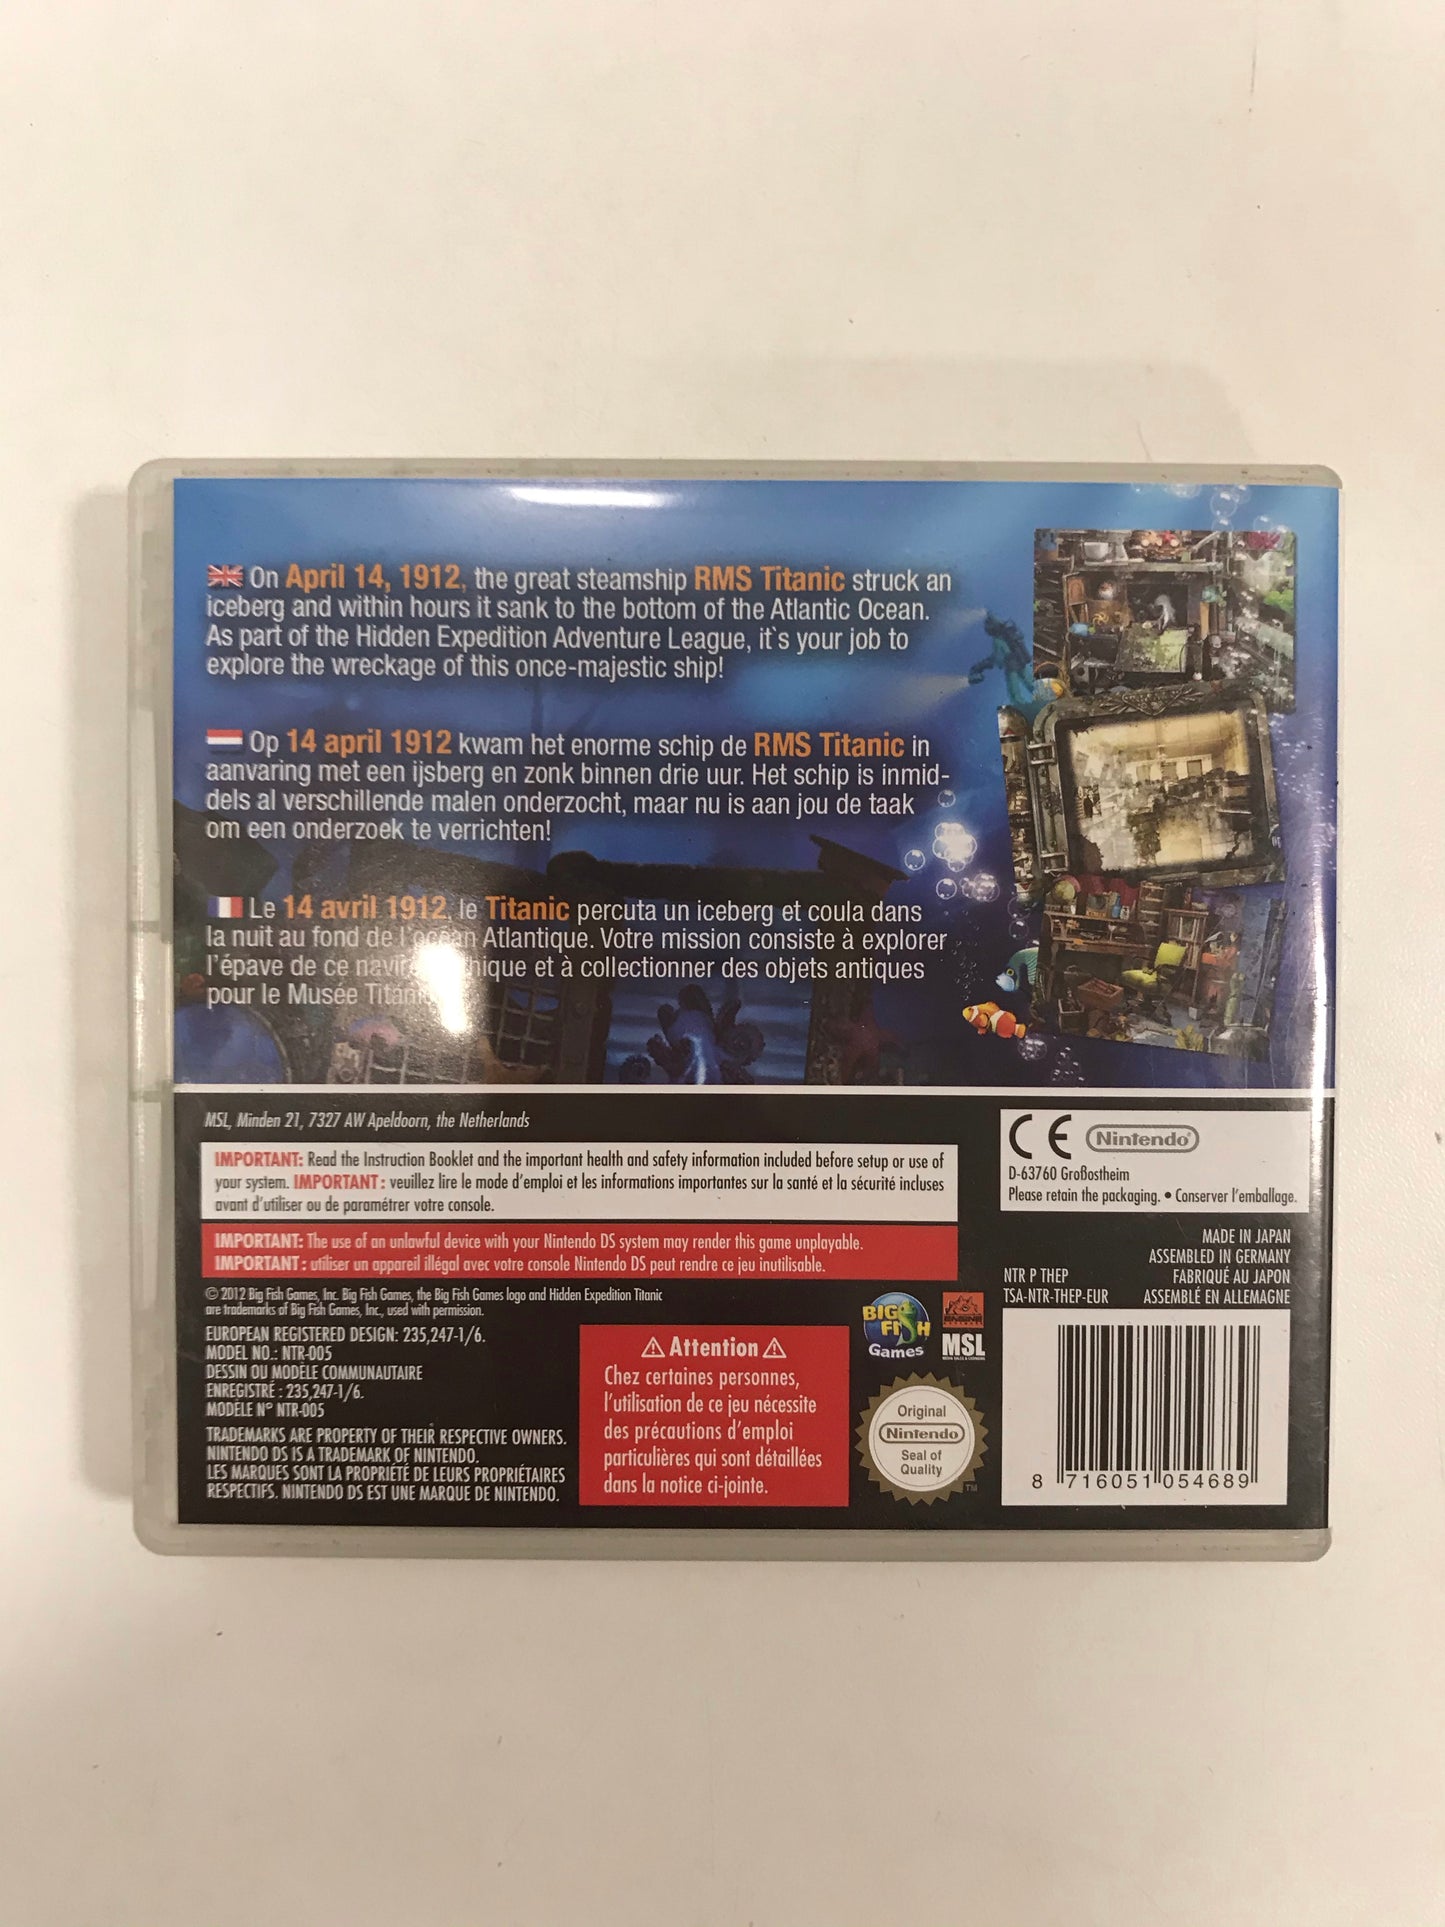 On April 14, 1912, the great steamship RMS Titanic struck an
iceberg and within hours it sank to the bottom of the Atlantic Ocean.
As part of the Hidden Expedition Adventure League, it`s your job to
explore the wreckage of this once-majestic ship!
Op 14 april 1912 kwam het enorme schip de RMS Titanic in
aanvaring met een ijsberg en zonk binnen drie uur. Het schip is inmid-
dels al verschillende malen onderzocht, maar nu is aan jou de taak
om een onderzoek te verrichten!
Le 14 avril 1912, le Titanic percuta un iceberg et coula dans
la nuit au fond de l'océan Atlantique. Votre mission consiste à explorer
l'épave de ce et à collectionner des objets antiques
pour le Musée
MSL, Minden 21, 7327 AW Apeldoorn, the Netherlands
IMPORTANT: Read the Instruction Booklet and the important health and safety information included before setup or use of
your system. IMPORTANT : veuillez lire le mode d'emploi et les informations importantes sur la santé et la sécurité incluses
avant d'utiliser ou de paramétrer votre console.
IMPORTANT: The use of an unlawful device with your Nintendo DS system may render this game unplayable.
IMPORTANT : utiliser un appareil illégal avec votre console Nintendo DS peut rendre ce jeu inutilisable.
© 2012 Big Fish Games, Inc. Big Fish Games, the Big Fish Games logo and Hidden Expedition Titanic
are trademarks of Big Fish Games, Inc., used with permission.
EUROPEAN REGISTERED DESIGN: 235,247-1/6.
MODEL NO.: NTR-005
DESSIN OU MODÈLE COMMUNAUTAIRE
ENREGISTRÉ : 235,247-1/6.
MODÈLE N° NTR-005
TRADEMARKS ARE PROPERTY OF THEIR RESPECTIVE OWNERS.
NINTENDO DS IS A TRADEMARK OF NINTENDO.
LES MARQUES SONT LA PROPRIÉTÉ DE LEURS PROPRIÉTAIRES
RESPECTIFS. NINTENDO DS EST UNE MARQUE DE NINTENDO.
Attention
Chez certaines personnes,
l'utilisation de ce jeu nécessite
des précautions d'emploi
particulières qui sont détaillées
dans la notice ci-jointe.
BIG
FISH
Games
ENGINE
MSL
Original
Nintendo
Seal of
Quality
TM
CE Nintendo®
D-63760 Großostheim
Please retain the packaging. • Conserver l'emballage.
MADE IN JAPAN
ASSEMBLED IN GERMANY
NTR P THEP FABRIQUÉ AU JAPON
TSA-NTR-THEP-EUR ASSEMBLÉ EN ALLEMAGNE
8 716051 054689